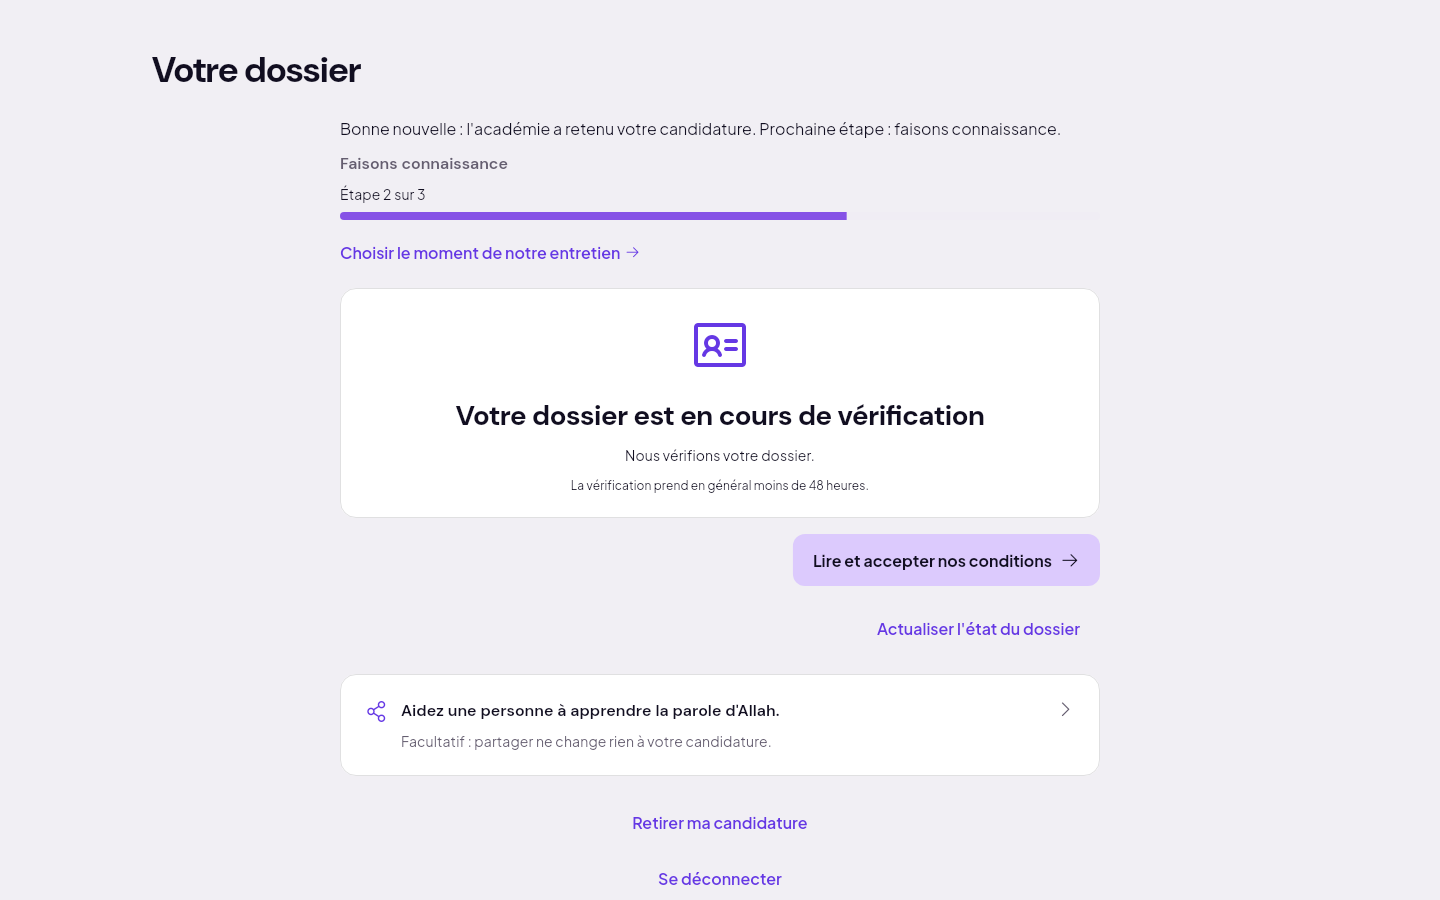 Votre dossier
Bonne nouvelle : l'académie a retenu votre candidature. Prochaine étape : faisons connaissance.
Faisons connaissance
Étape 2 sur 3
Choisir le moment de notre entretien →
Votre dossier est en cours de vérification
Nous vérifions votre dossier.
La vérification prend en général moins de 48 heures.
Lire et accepter nos conditions →
Actualiser l'état du dossier
Aidez une personne à apprendre la parole d'Allah.
Facultatif : partager ne change rien à votre candidature.
Retirer ma candidature
Se déconnecter